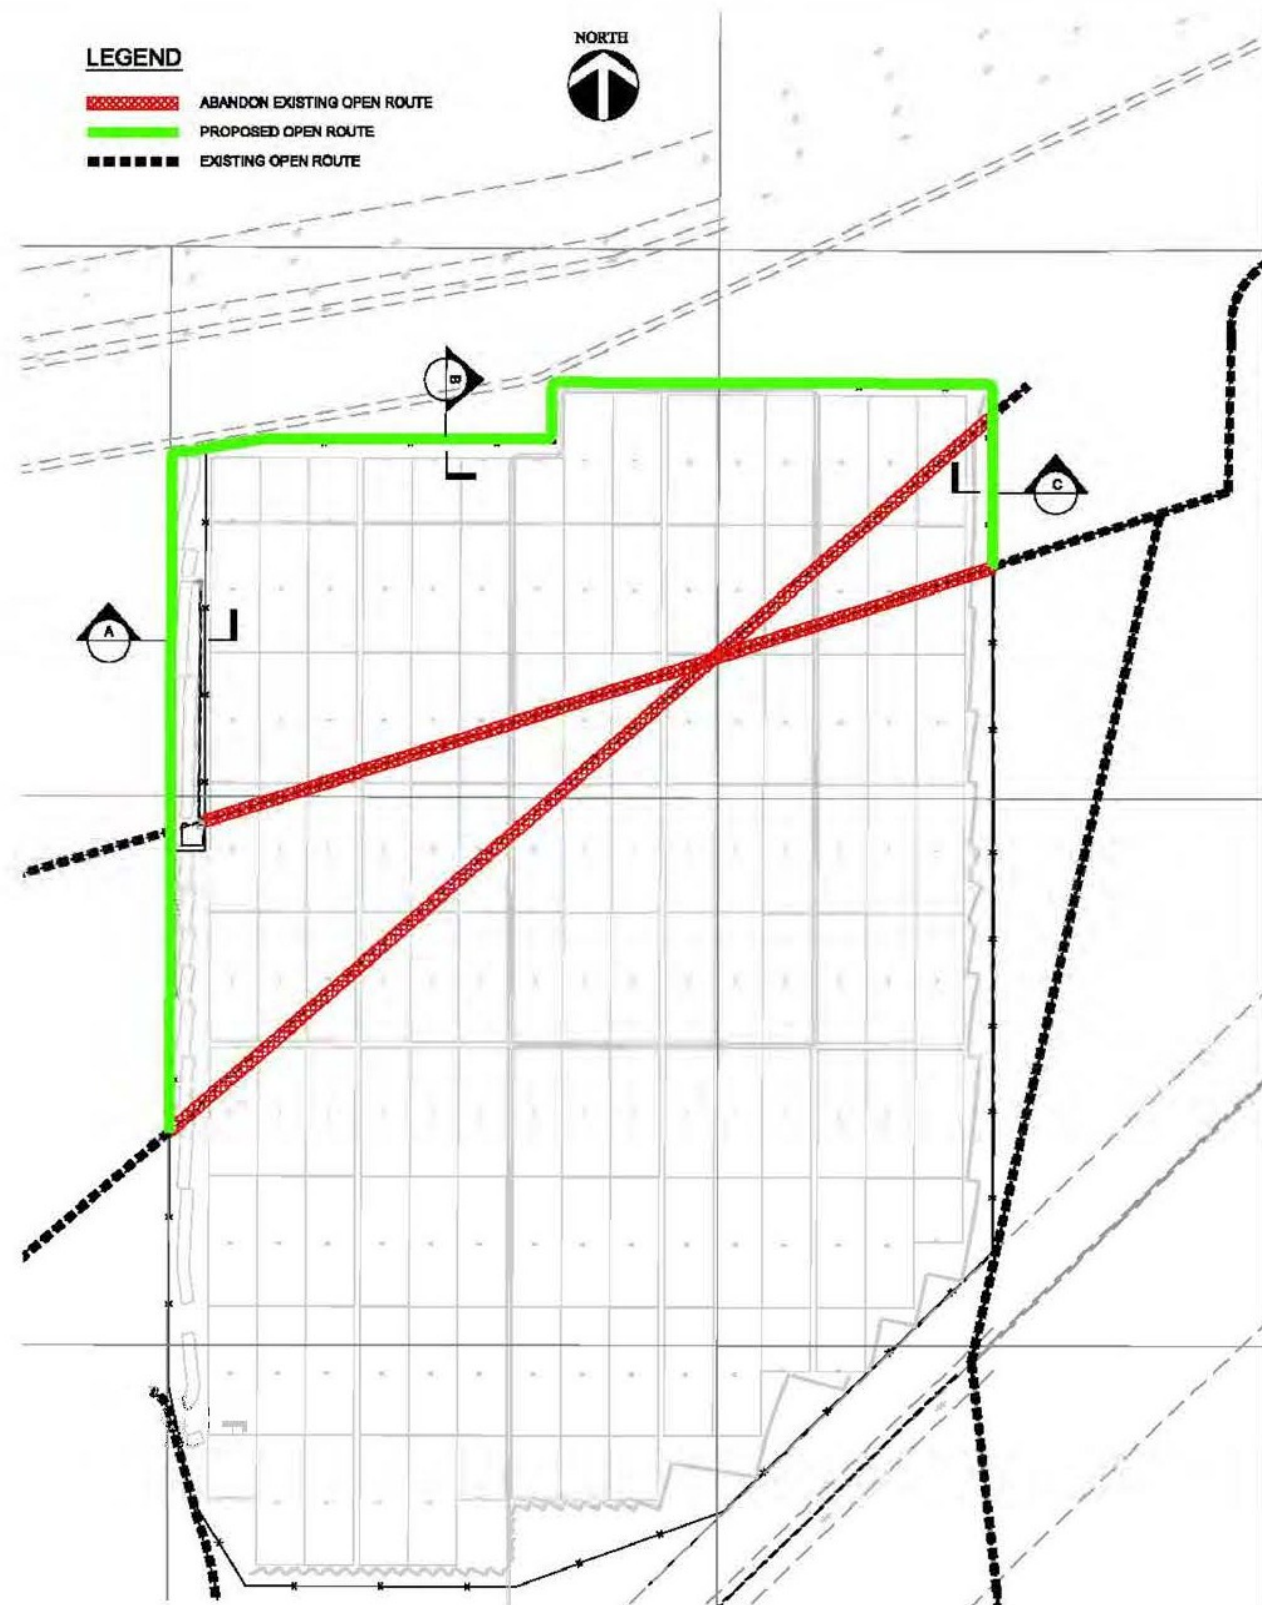 LEGEND
ABANDON EXISTING OPEN ROUTE
PROPOSED OPEN ROUTE
EXISTING OPEN ROUTE
NORTH
B
C
A